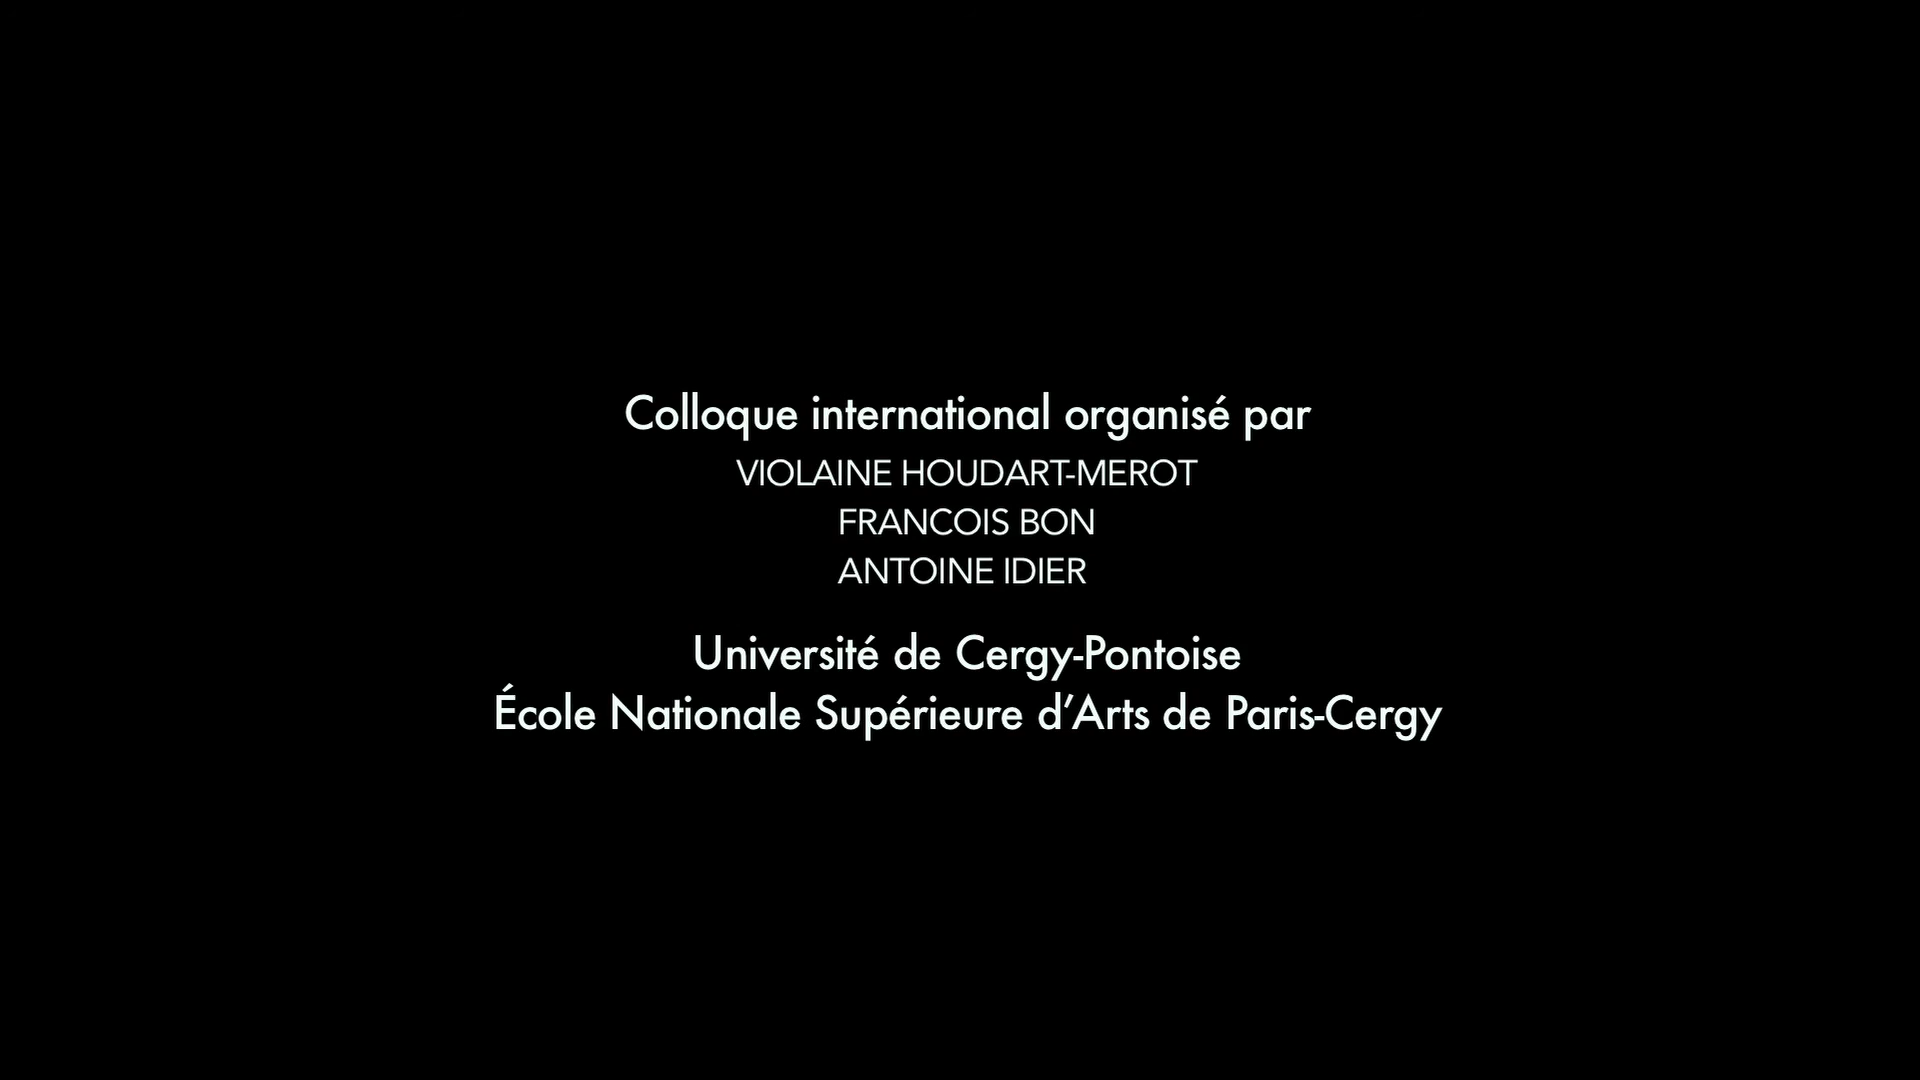 Colloque international organisé par
VIOLAINE HOUDART-MEROT
FRANCOIS BON
ANTOINE IDIER
Université de Cergy-Pontoise
École Nationale Supérieure d’Arts de Paris-Cergy